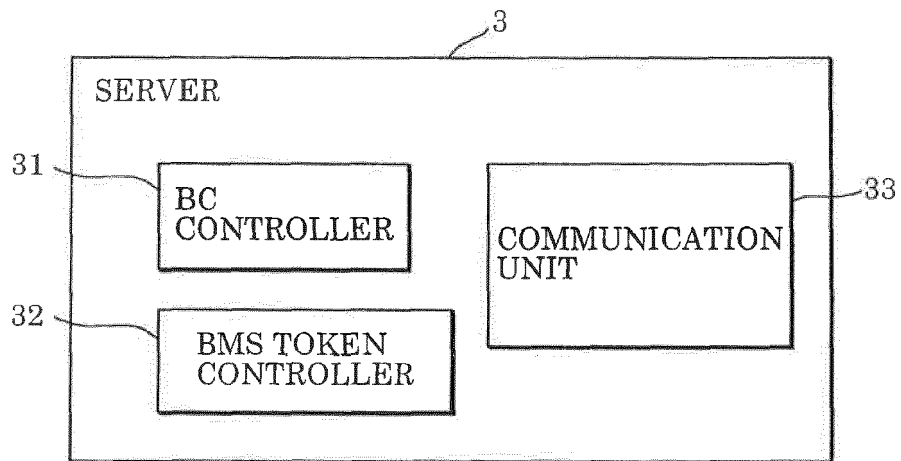 3
SERVER
31
BC
CONTROLLER
33
COMMUNICATION
UNIT
32
BMS TOKEN
CONTROLLER